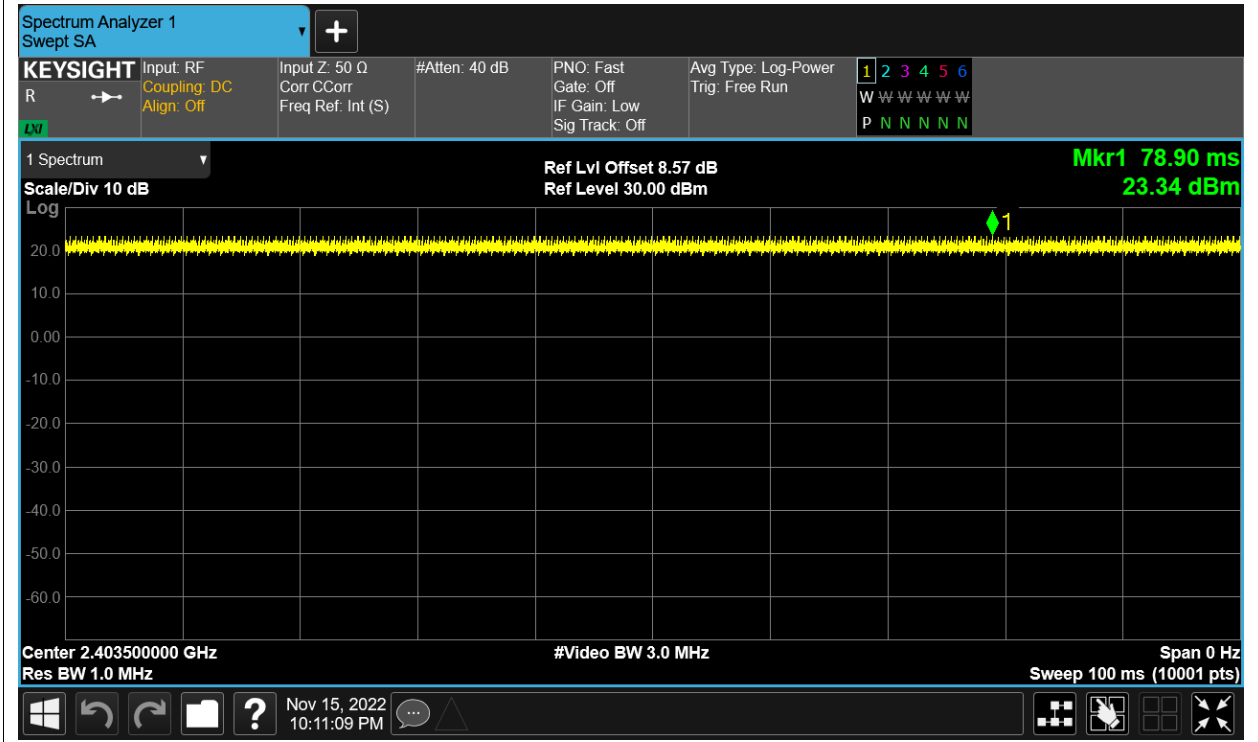 Spectrum Analyzer 1
Swept SA
KEYSIGHT
R
LXI
Input: RF
Coupling: DC
Align: Off
Input Z: 50 Ω
Corr CCorr
Freq Ref: Int (S)
#Atten: 40 dB
PNO: Fast
Gate: Off
IF Gain: Low
Sig Track: Off
Avg Type: Log-Power
Trig: Free Run
1 2 3 4 5 6
W W W W W W
P N N N N N
1 Spectrum
Scale/Div 10 dB
Ref Lvl Offset 8.57 dB
Ref Level 30.00 dBm
Mkr1 78.90 ms
23.34 dBm
Log
1
20.0
10.0
0.00
-10.0
-20.0
-30.0
-40.0
-50.0
-60.0
Center 2.403500000 GHz
#Video BW 3.0 MHz
Span 0 Hz
Res BW 1.0 MHz
Sweep 100 ms (10001 pts)
?
Nov 15, 2022
10:11:09 PM